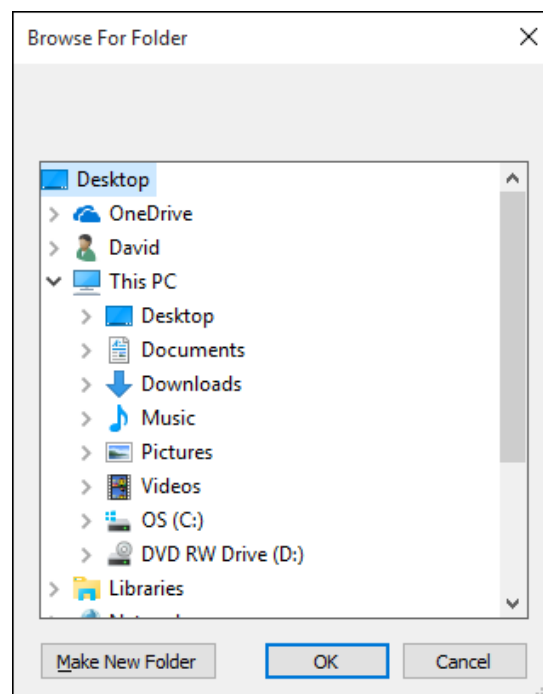 Browse For Folder
Desktop
OneDrive
David
This PC
Desktop
Documents
Downloads
Music
Pictures
Videos
OS (C:)
DVD RW Drive (D:)
Libraries
Make New Folder
OK
Cancel